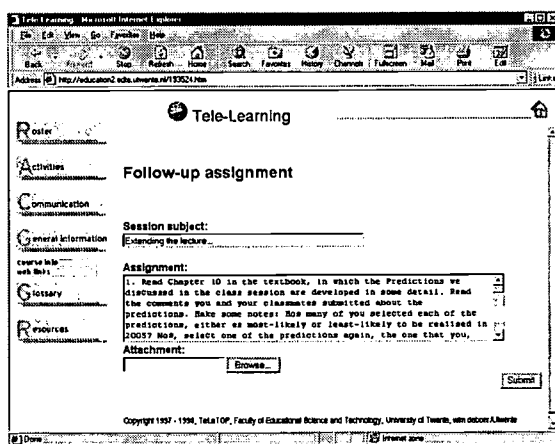 Tele Learning - Microsoft Internet Explorer
File Edit View Go Favorites Help
Back Forward Stop Refresh Home Search Favorites History Channels Fullscreen Mail Print Edit
Address http://education2.edte.utwente.nl/193524.htm Links
Tele-Learning
Roster
Activities
Communication
General information
course info
web links
Glossary
Resources
Follow-up assignment
Session subject:
Extending the lecture...
Assignment:
1. Read Chapter 10 in the textbook, in which the Predictions we
discussed in the class session are developed in some detail. Read
the comments you and your classmates submitted about the
predictions. Make some notes: How many of you selected each of the
predictions, either as most-likely or least-likely to be realised in
2005? Now, select one of the predictions again, the one that you,
Attachment:
Browse...
Submit
Copyright 1997 - 1998, TeleTOP, Faculty of Educational Science and Technology, University of Twente,
Done Internet zone